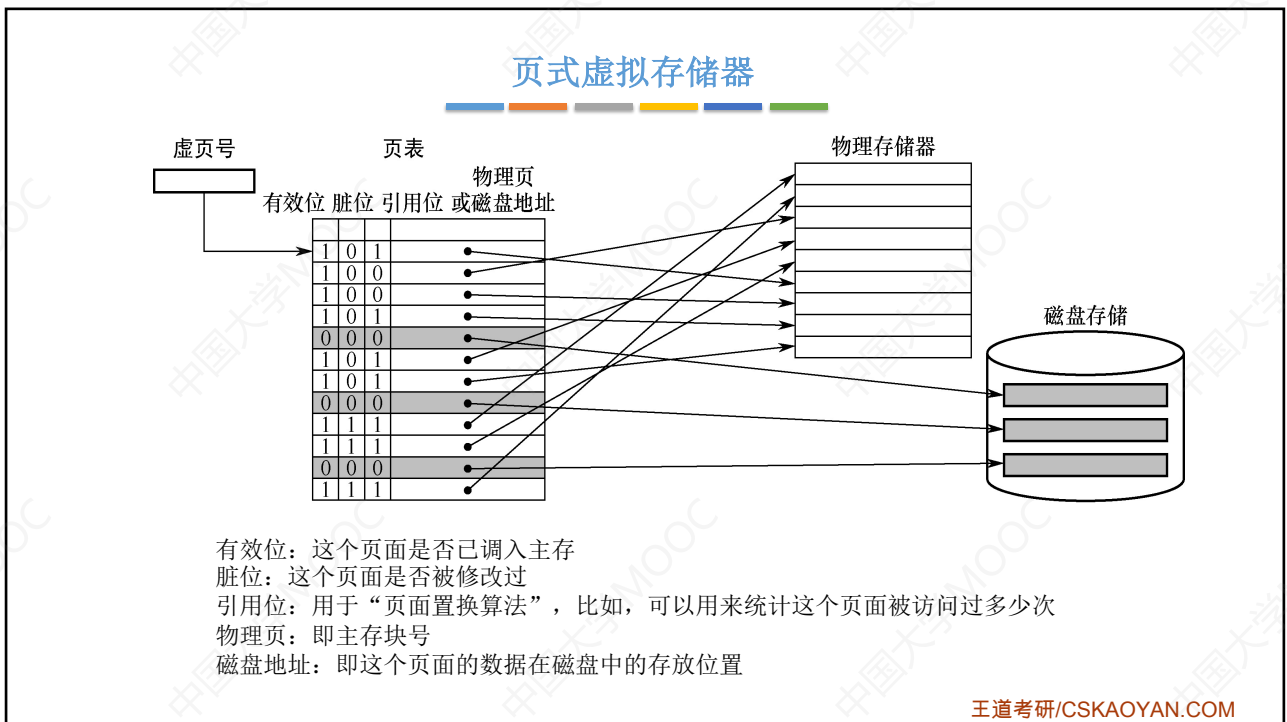 页式虚拟存储器
虚页号
页表
物理存储器
物理页
有效位 脏位 引用位 或磁盘地址
1 0 1
1 0 0
1 0 0
1 0 1
0 0 0
1 0 1
1 0 1
0 0 0
1 1 1
1 1 1
0 0 0
1 1 1
磁盘存储
有效位：这个页面是否已调入主存
脏位：这个页面是否被修改过
引用位：用于“页面置换算法”，比如，可以用来统计这个页面被访问过多少次
物理页：即主存块号
磁盘地址：即这个页面的数据在磁盘中的存放位置
王道考研/CSKAOYAN.COM
中国大学MOOC